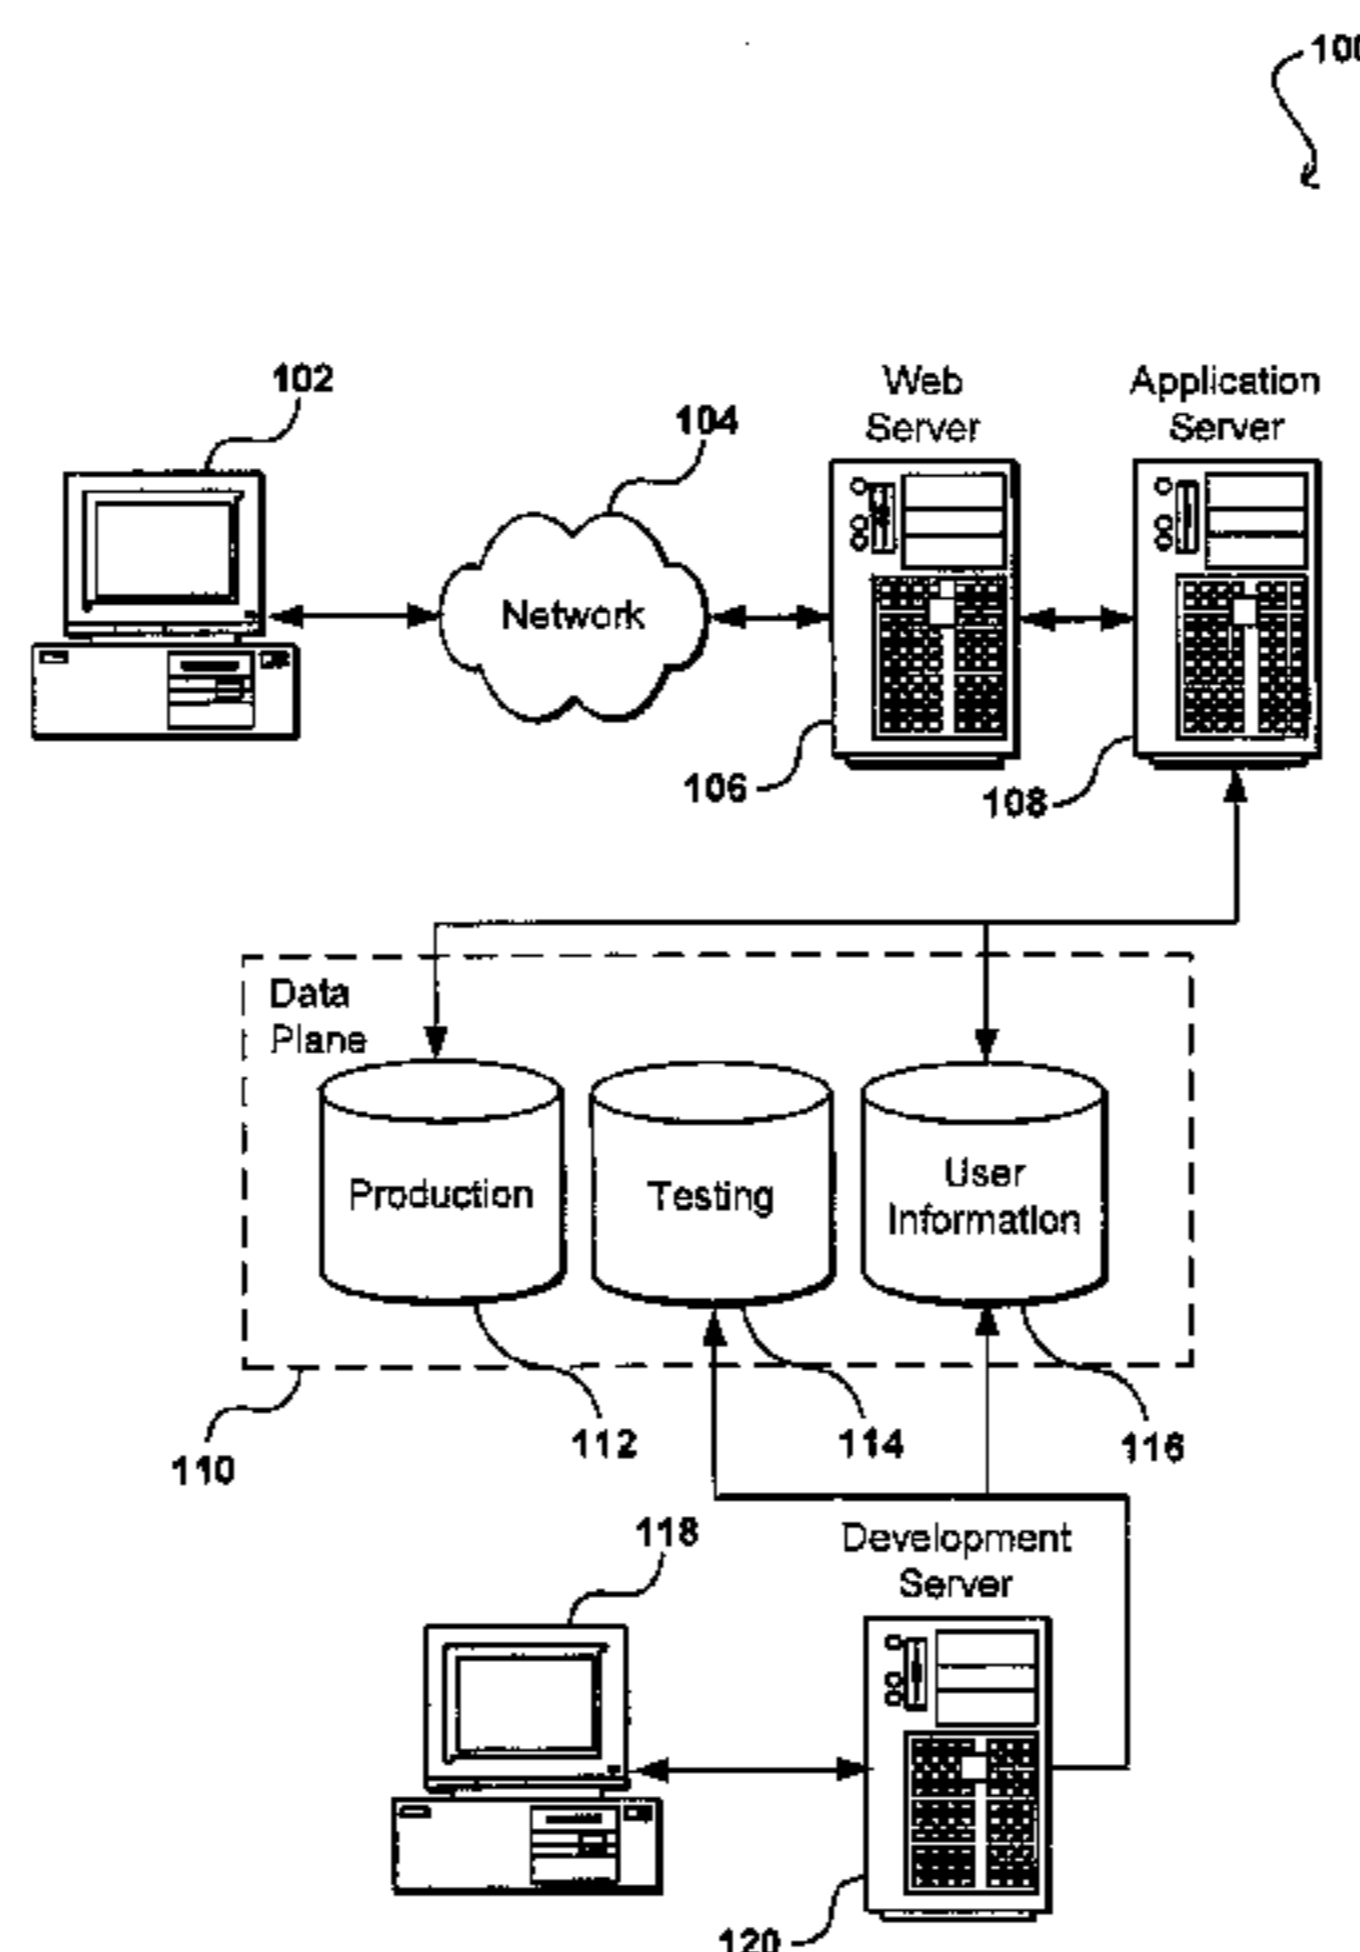 100
102
104
Web
Server
Application
Server
Network
106
108
Data
Plane
Production
Testing
User
Information
110
112
114
116
118
Development
Server
120